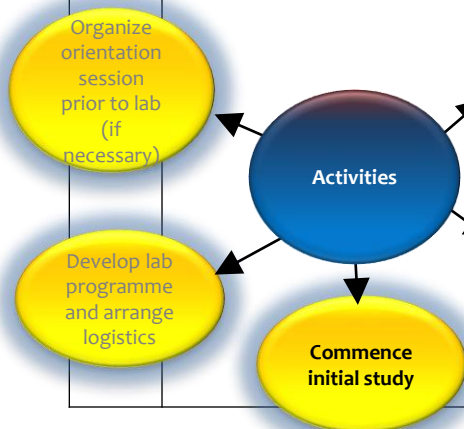 Organize
orientation
session
prior to lab
(if
necessary)
Activities
Develop lab
programme
and arrange
logistics
Commence
initial study